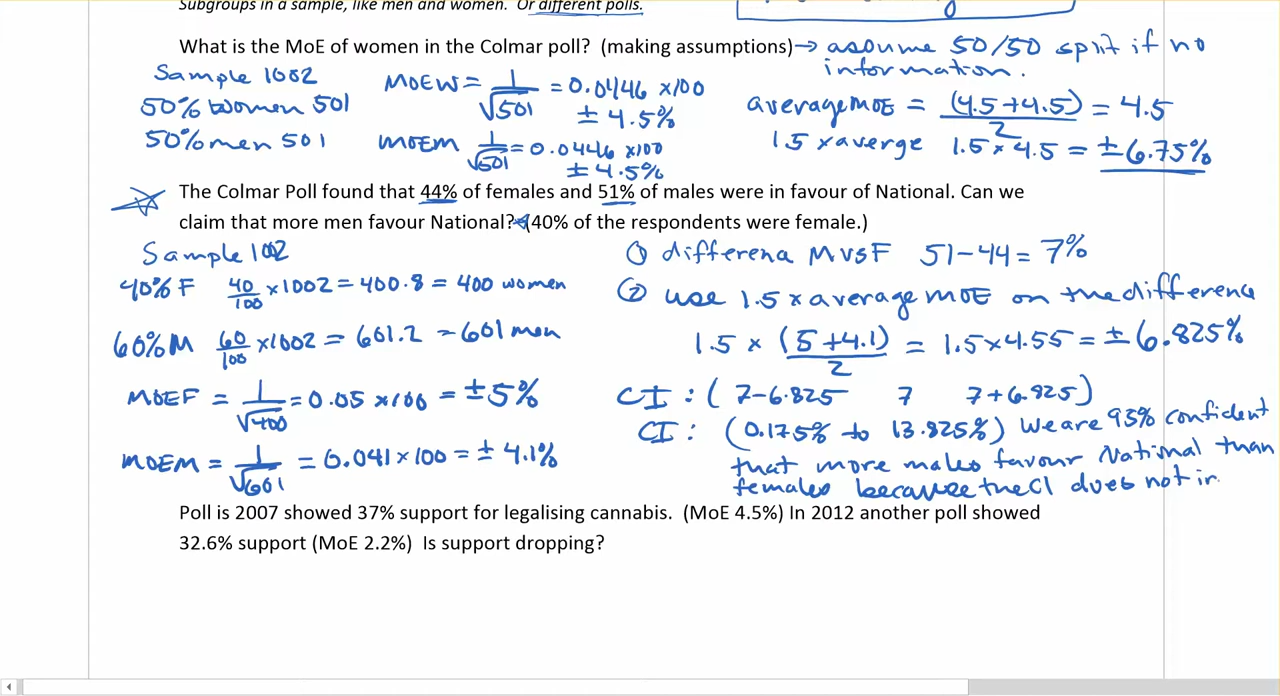 Subgroups in a sample, like men and women. Or different polls.
What is the MoE of women in the Colmar poll? (making assumptions) → assume 50/50 split if no
information.
Sample 1002
50% women 501
50% men 501
MOEW = 1/√501 = 0.0446 x100
± 4.5%
MOEM 1/√501 = 0.0446 x100
± 4.5%
average MOE = (4.5+4.5)/2 = 4.5
1.5 x averge 1.5 x 4.5 = ±6.75%
The Colmar Poll found that 44% of females and 51% of males were in favour of National. Can we
claim that more men favour National? (40% of the respondents were female.)
Sample 1002
40% F 40/100 x 1002 = 400.8 = 400 women
60% M 60/100 x 1002 = 601.2 = 601 men
MOEF = 1/√400 = 0.05 x100 = ±5%
MOEM = 1/√601 = 0.041 x 100 = ± 4.1%
① differena M vs F 51-44 = 7%
② use 1.5 x average MOE on the difference
1.5 x (5+4.1)/2 = 1.5 x 4.55 = ±6.825%
CI : ( 7-6.825 7 7+6.825)
CI : (0.175% to 13.825%) We are 95% confident
that more males favour National than
females because the CI does not in
Poll is 2007 showed 37% support for legalising cannabis. (MoE 4.5%) In 2012 another poll showed
32.6% support (MoE 2.2%) Is support dropping?